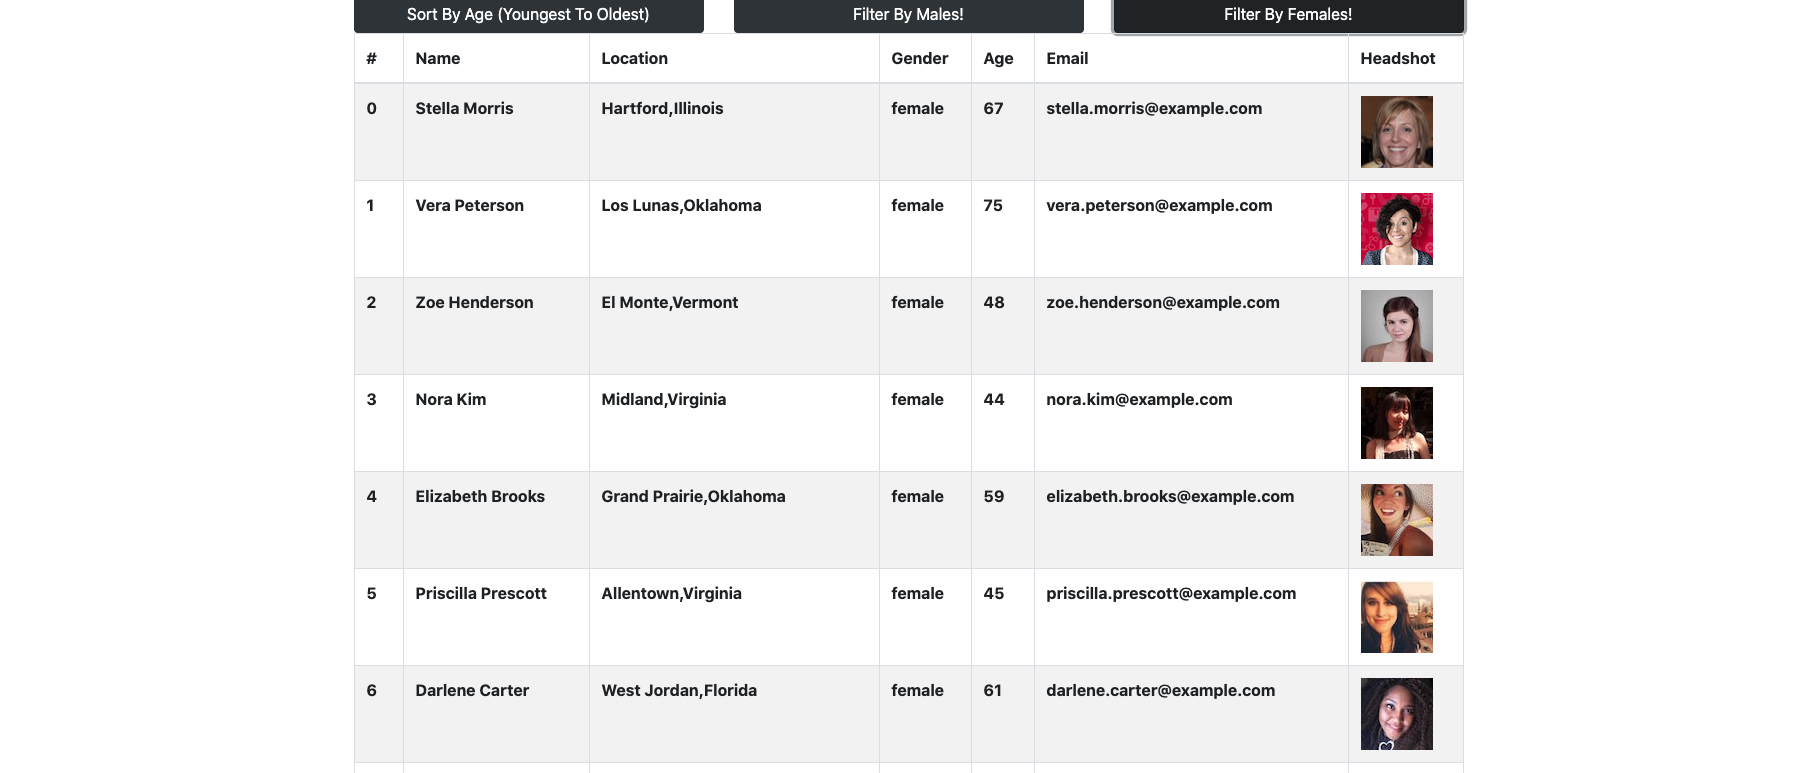 Sort By Age (Youngest To Oldest) Filter By Males! Filter By Females!
# Name Location Gender Age Email Headshot
0 Stella Morris Hartford,Illinois female 67 stella.morris@example.com
1 Vera Peterson Los Lunas,Oklahoma female 75 vera.peterson@example.com
2 Zoe Henderson El Monte,Vermont female 48 zoe.henderson@example.com
3 Nora Kim Midland,Virginia female 44 nora.kim@example.com
4 Elizabeth Brooks Grand Prairie,Oklahoma female 59 elizabeth.brooks@example.com
5 Priscilla Prescott Allentown,Virginia female 45 priscilla.prescott@example.com
6 Darlene Carter West Jordan,Florida female 61 darlene.carter@example.com